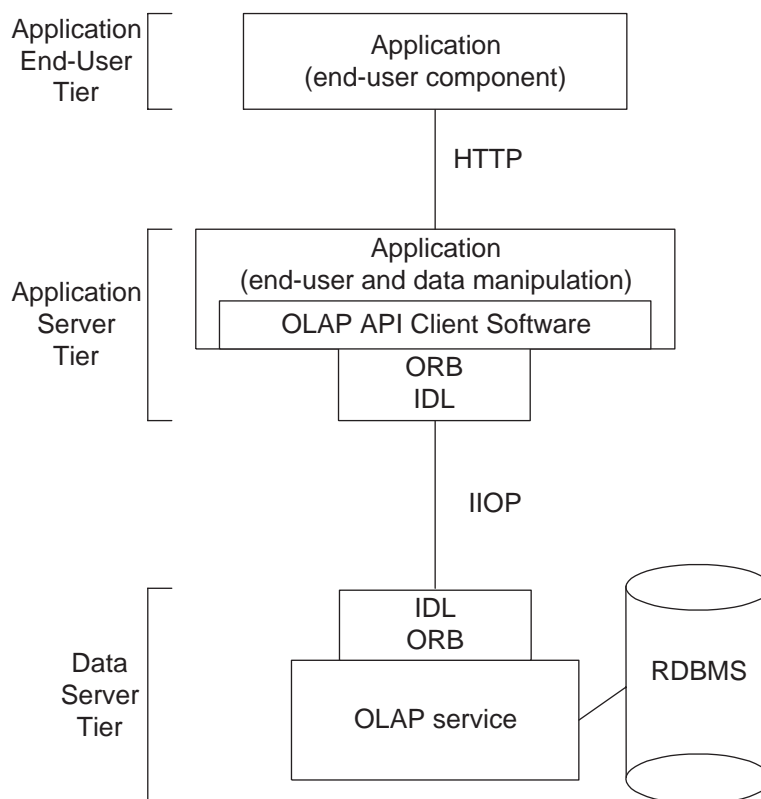 Application
End-User
Tier
Application
(end-user component)
HTTP
Application
Server
Tier
Application
(end-user and data manipulation)
OLAP API Client Software
ORB
IDL
IIOP
Data
Server
Tier
IDL
ORB
OLAP service
RDBMS